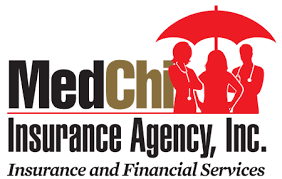 MedChi
Insurance Agency, Inc.
Insurance and Financial Services